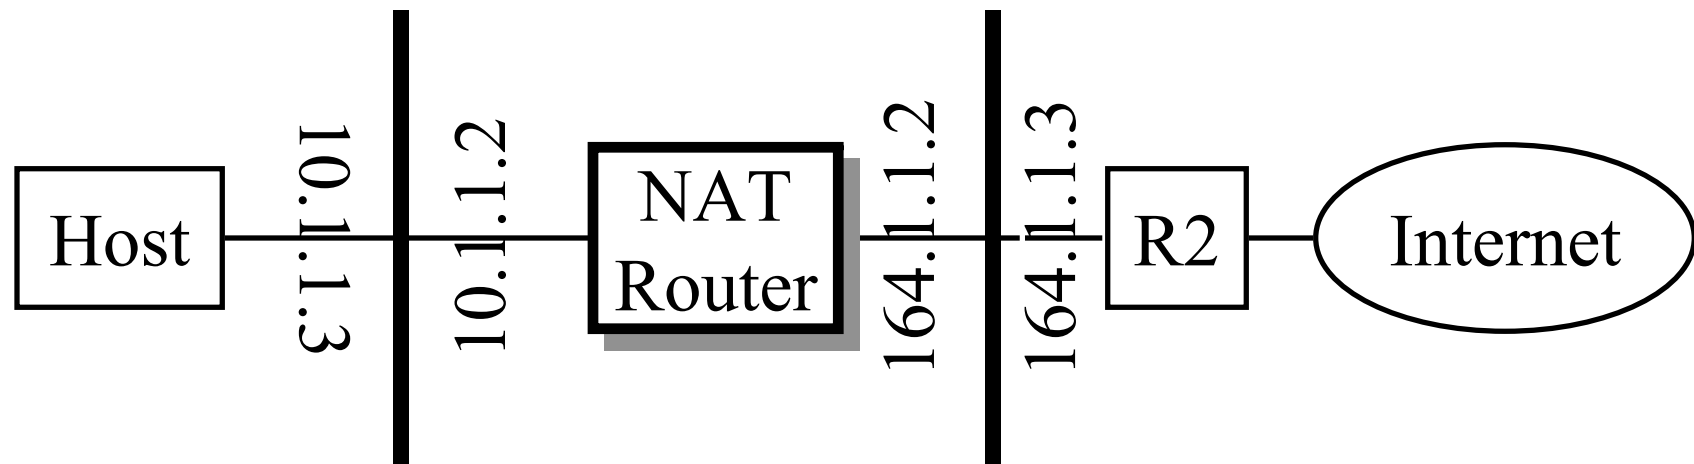 Host
10.1.1.3
10.1.1.2
NAT
Router
164.1.1.2
164.1.1.3
R2
Internet